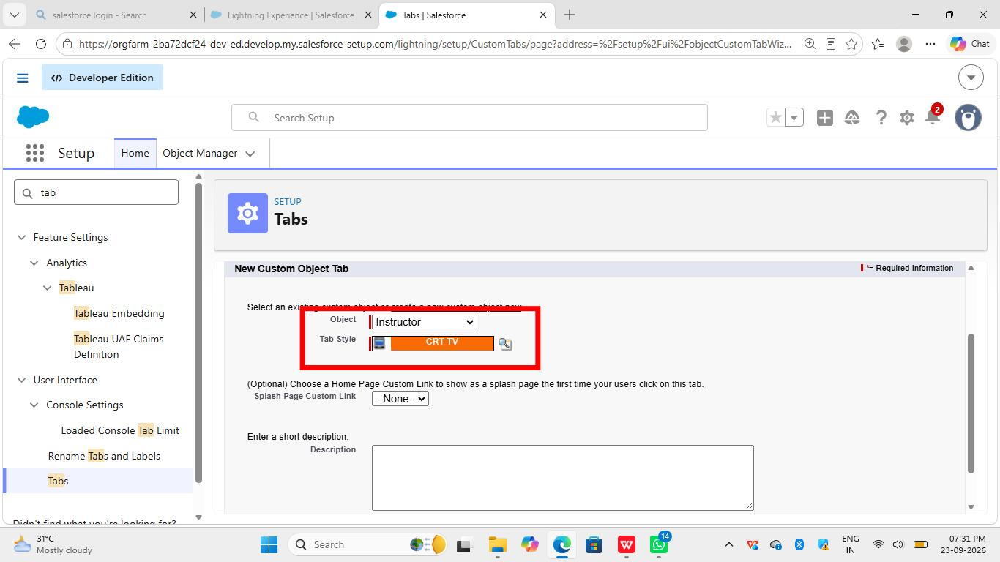 salesforce login - Search
Lightning Experience | Salesforce
Tabs | Salesforce
https://orgfarm-2ba72dcf24-dev-ed.develop.my.salesforce-setup.com/lightning/setup/CustomTabs/page?address=%2Fsetup%2Fui%2FobjectCustomTabWiz...
Chat
Developer Edition
Search Setup
2
Setup
Home
Object Manager
tab
Feature Settings
Analytics
Tableau
Tableau Embedding
Tableau UAF Claims
Definition
User Interface
Console Settings
Loaded Console Tab Limit
Rename Tabs and Labels
Tabs
Didn't find what you're looking for?
SETUP
Tabs
New Custom Object Tab
*= Required Information
Select an existing custom object or create a new custom object now.
Object
Instructor
Tab Style
CRT TV
(Optional) Choose a Home Page Custom Link to show as a splash page the first time your users click on this tab.
Splash Page Custom Link
--None--
Enter a short description.
Description
31°C
Mostly cloudy
Search
14
ENG
IN
07:31 PM
23-09-2026